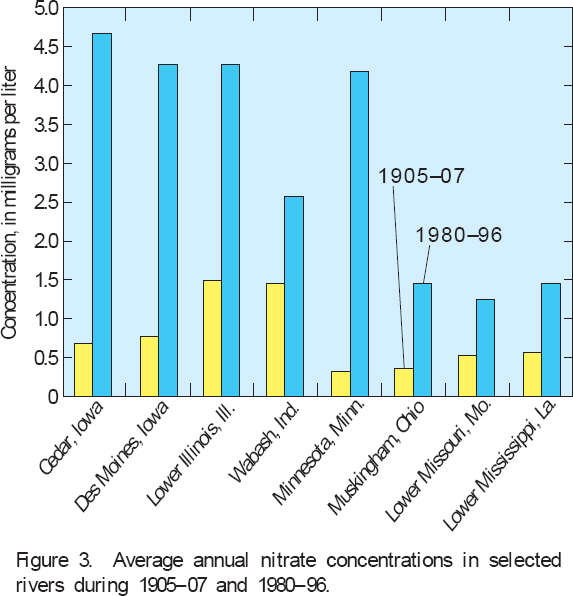 5.0
4.5
4.0
3.5
3.0
2.5
2.0
1.5
1.0
0.5
0
Concentration, in milligrams per liter
1905–07
1980–96
Cedar, Iowa
Des Moines, Iowa
Lower Illinois, Ill.
Wabash, Ind.
Minnesota, Minn.
Muskingham, Ohio
Lower Missouri, Mo.
Lower Mississippi, La.
Figure 3. Average annual nitrate concentrations in selected
rivers during 1905–07 and 1980–96.